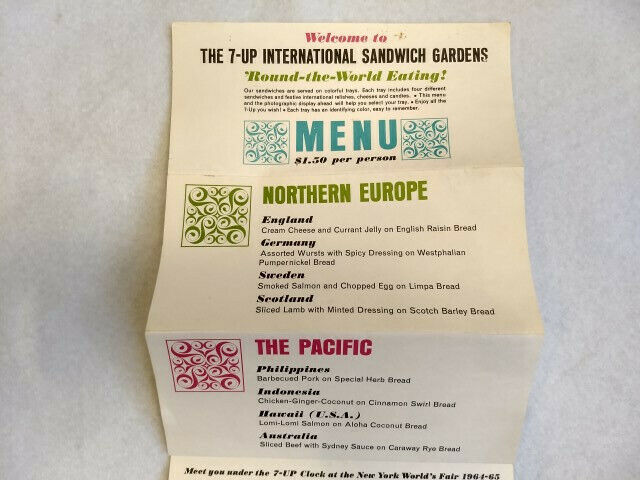 Welcome to
THE 7-UP INTERNATIONAL SANDWICH GARDENS
'Round-the-World Eating!
Our sandwiches are served on colorful trays. Each tray includes four different
sandwiches and festive international relishes, cheeses and candies. • This menu
and the photographic display ahead will help you select your tray. • Enjoy all the
7-Up you wish! • Each tray has an identifying color, easy to remember.
MENU
$1.50 per person
NORTHERN EUROPE
England
Cream Cheese and Currant Jelly on English Raisin Bread
Germany
Assorted Wursts with Spicy Dressing on Westphalian
Pumpernickel Bread
Sweden
Smoked Salmon and Chopped Egg on Limpa Bread
Scotland
Sliced Lamb with Minted Dressing on Scotch Barley Bread
THE PACIFIC
Philippines
Barbecued Pork on Special Herb Bread
Indonesia
Chicken-Ginger-Coconut on Cinnamon Swirl Bread
Hawaii (U.S.A.)
Lomi-Lomi Salmon on Aloha Coconut Bread
Australia
Sliced Beef with Sydney Sauce on Caraway Rye Bread
Meet you under the 7-UP Clock at the New York World's Fair 1964-65